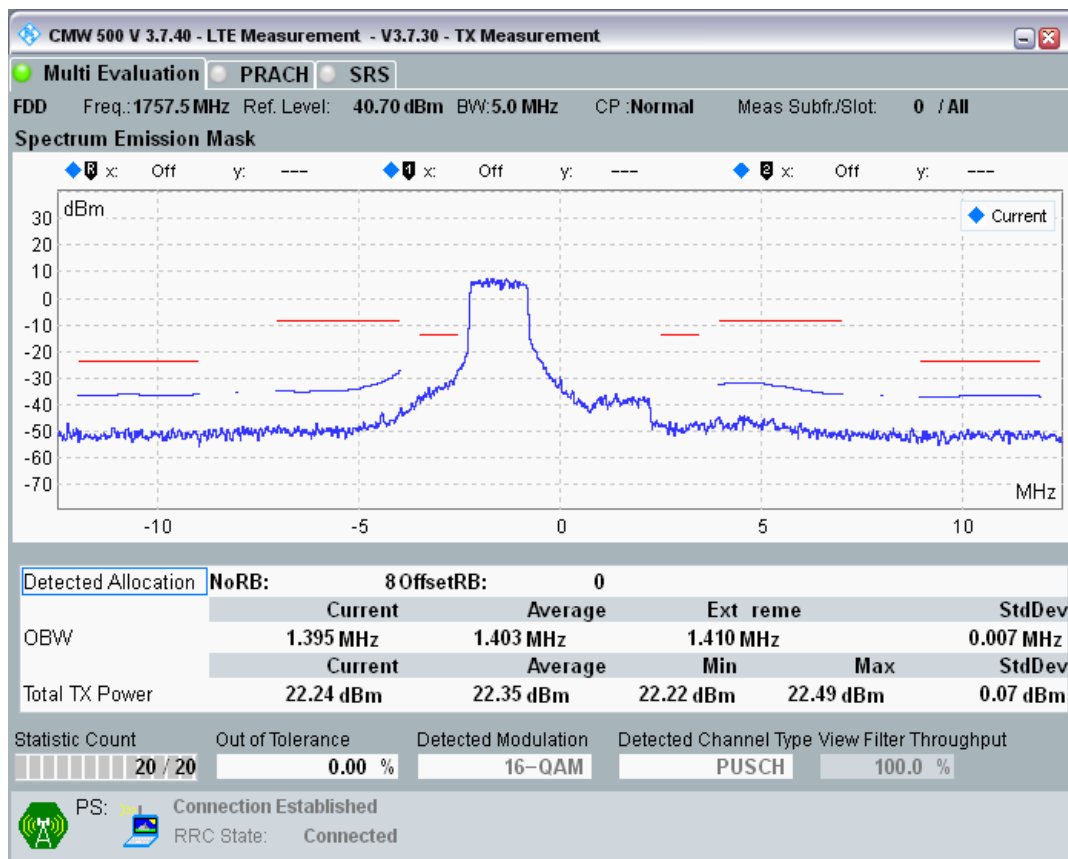 CMW 500 V 3.7.40 - LTE Measurement - V3.7.30 - TX Measurement
Multi Evaluation PRACH SRS
FDD Freq.:1757.5MHz Ref. Level: 40.70 dBm BW:5.0 MHz CP :Normal Meas Subfr./Slot: 0 / All
Spectrum Emission Mask
R x: Off y: --- 1 x: Off y: --- 2 x: Off y: ---
dBm
Current
30
20
10
0
-10
-20
-30
-40
-50
-60
-70
MHz
-10 -5 0 5 10
Detected Allocation NoRB: 8 OffsetRB: 0
Current Average Ext reme StdDev
OBW 1.395 MHz 1.403 MHz 1.410 MHz 0.007 MHz
Current Average Min Max StdDev
Total TX Power 22.24 dBm 22.35 dBm 22.22 dBm 22.49 dBm 0.07 dBm
Statistic Count Out of Tolerance Detected Modulation Detected Channel Type View Filter Throughput
20 / 20 0.00 % 16-QAM PUSCH 100.0 %
PS: Connection Established
RRC State: Connected